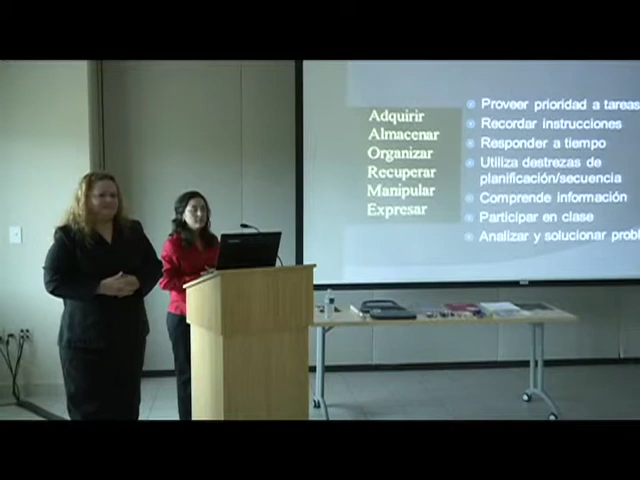 Adquirir
Almacenar
Organizar
Recuperar
Manipular
Expresar
Proveer prioridad a tareas
Recordar instrucciones
Responder a tiempo
Utiliza destrezas de
planificación/secuencia
Comprende información
Participar en clase
Analizar y solucionar probl